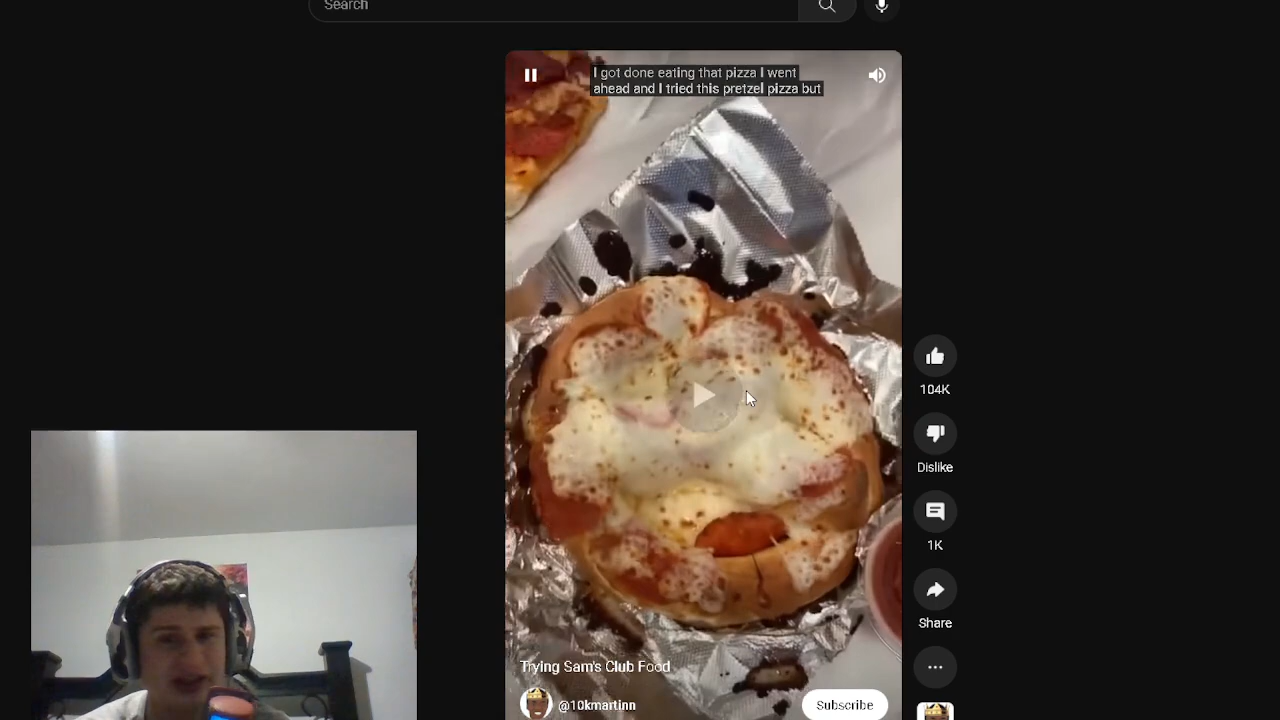 Search
I got done eating that pizza I went
ahead and I tried this pretzel pizza but
104K
Dislike
1K
Share
Trying Sam's Club Food
@10kmartinn
Subscribe